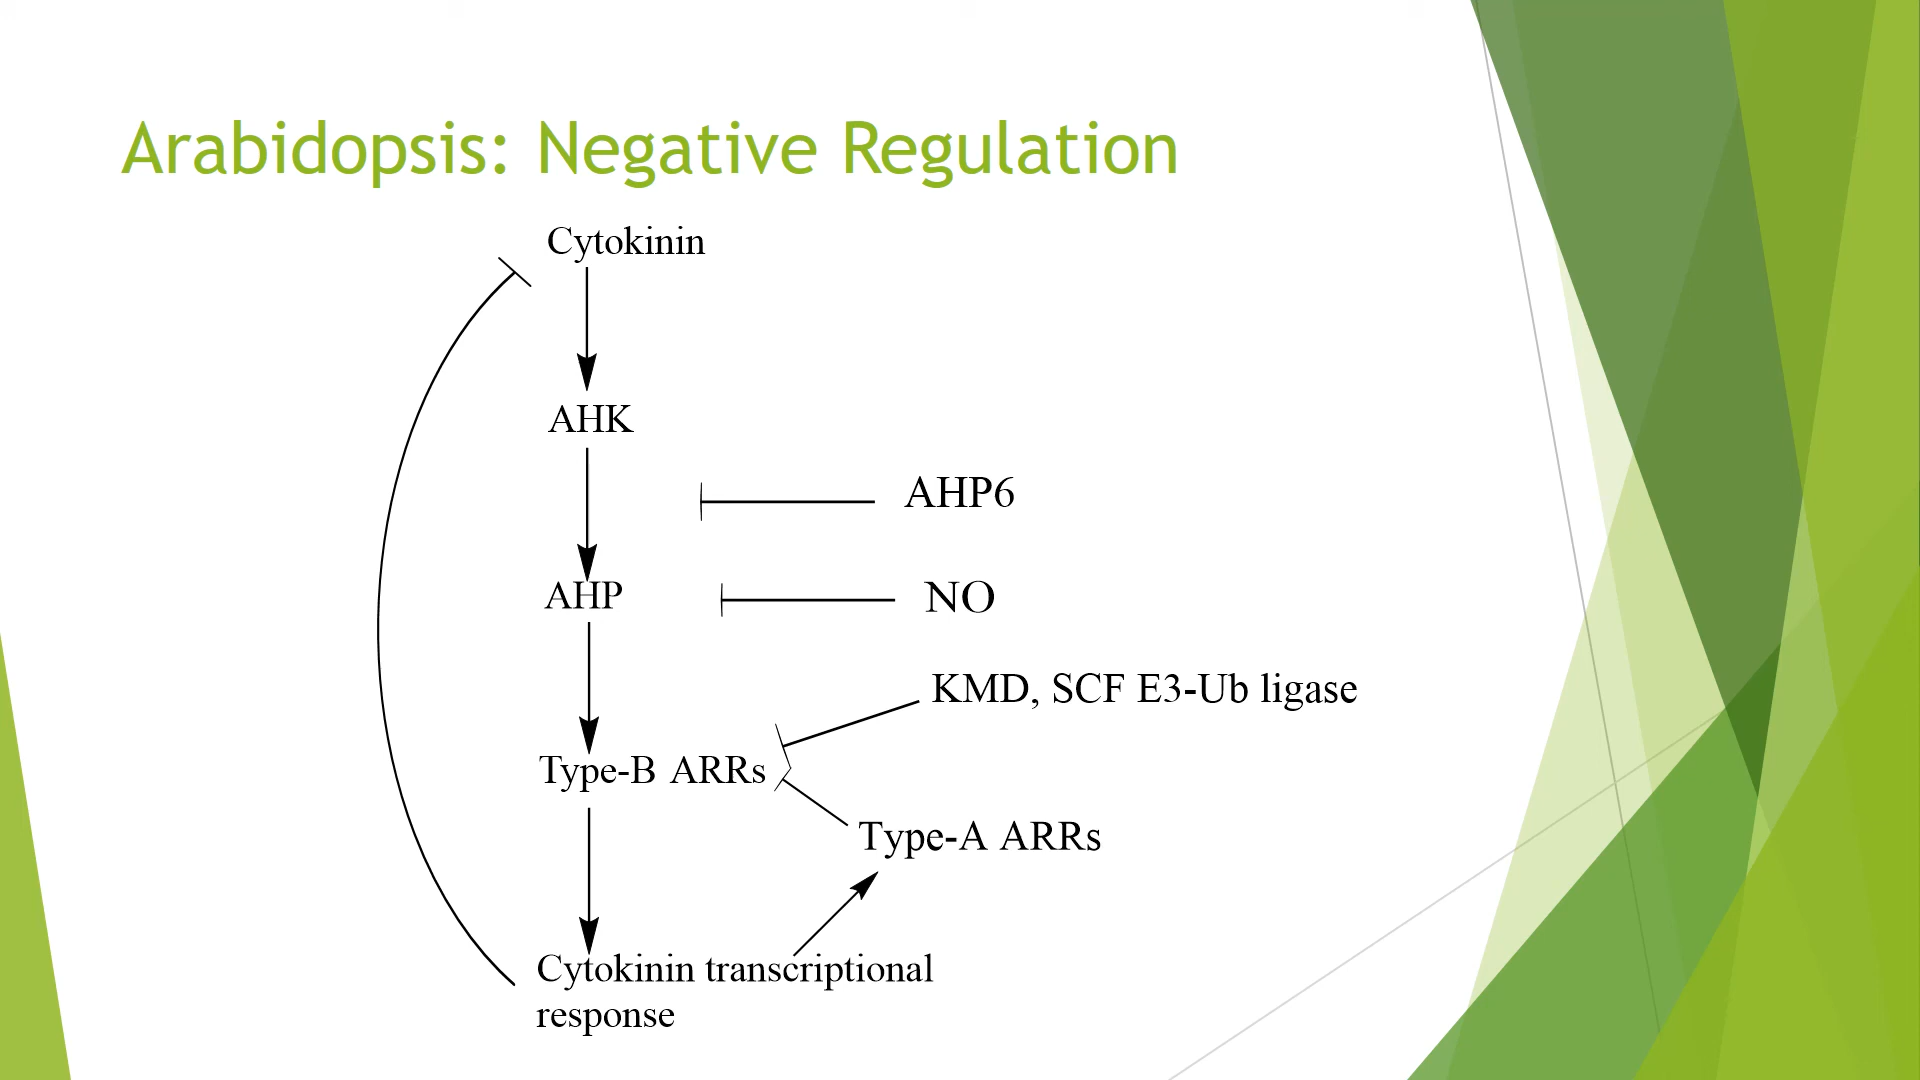 Arabidopsis: Negative Regulation
Cytokinin
AHK
AHP6
AHP
NO
KMD, SCF E3-Ub ligase
Type-B ARRs
Type-A ARRs
Cytokinin transcriptional
response